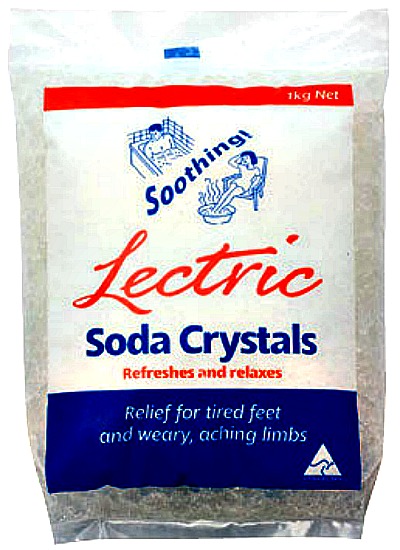 1kg Net
Soothing!
Lectric
Soda Crystals
Refreshes and relaxes
Relief for tired feet
and weary, aching limbs